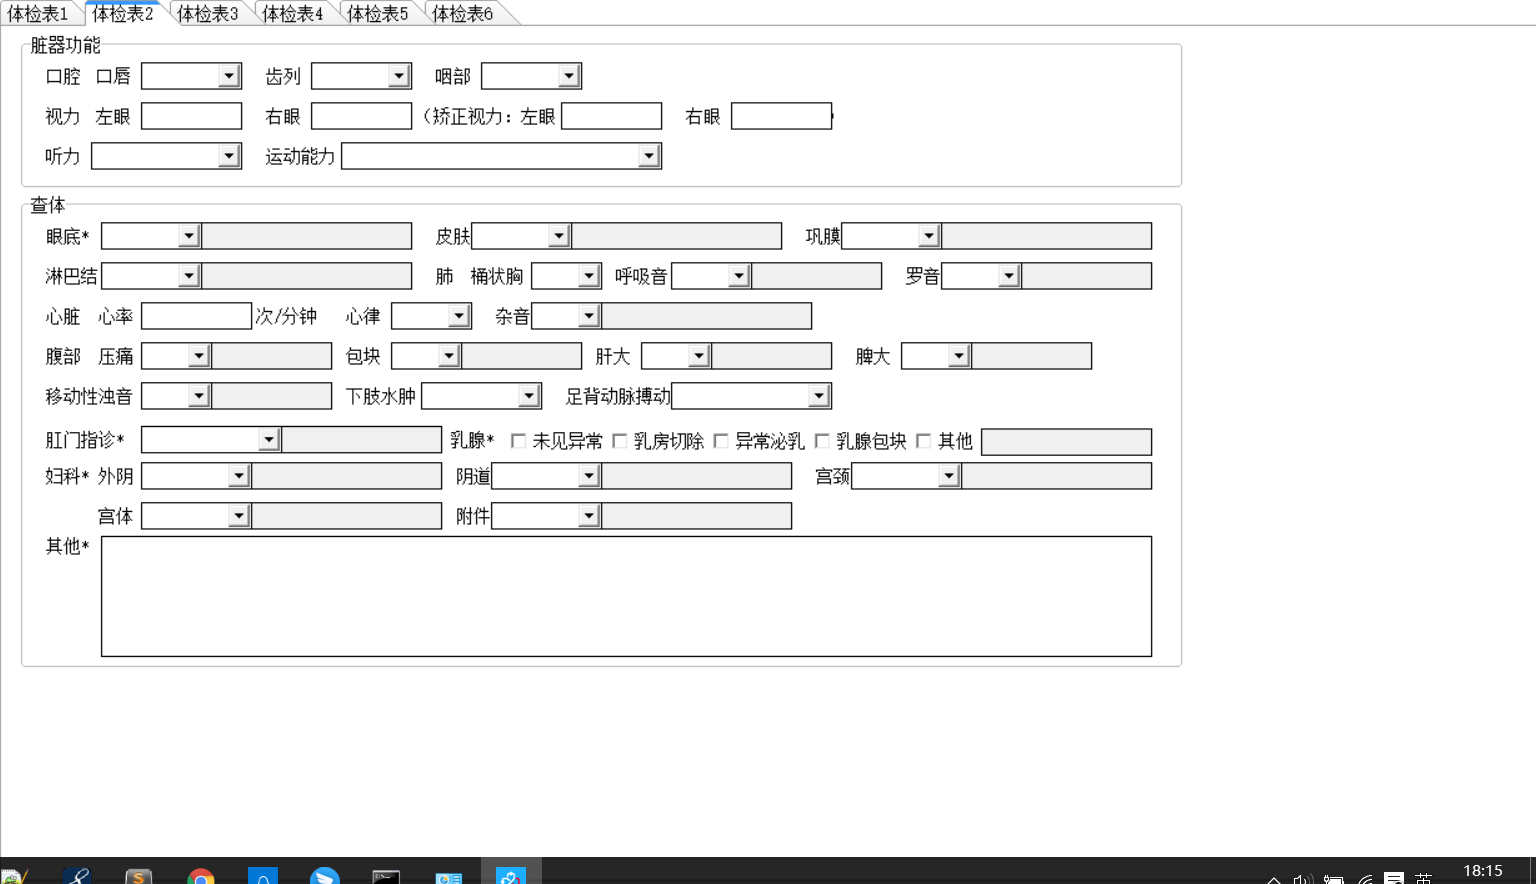 体检表1 体检表2 体检表3 体检表4 体检表5 体检表6
脏器功能
口腔 口唇 齿列 咽部
视力 左眼 右眼 （矫正视力：左眼 右眼
听力 运动能力
查体
眼底* 皮肤 巩膜
淋巴结 肺 桶状胸 呼吸音 罗音
心脏 心率 次/分钟 心律 杂音
腹部 压痛 包块 肝大 脾大
移动性浊音 下肢水肿 足背动脉搏动
肛门指诊* 乳腺* 未见异常 乳房切除 异常泌乳 乳腺包块 其他
妇科* 外阴 阴道 宫颈
宫体 附件
其他*
18:15
英